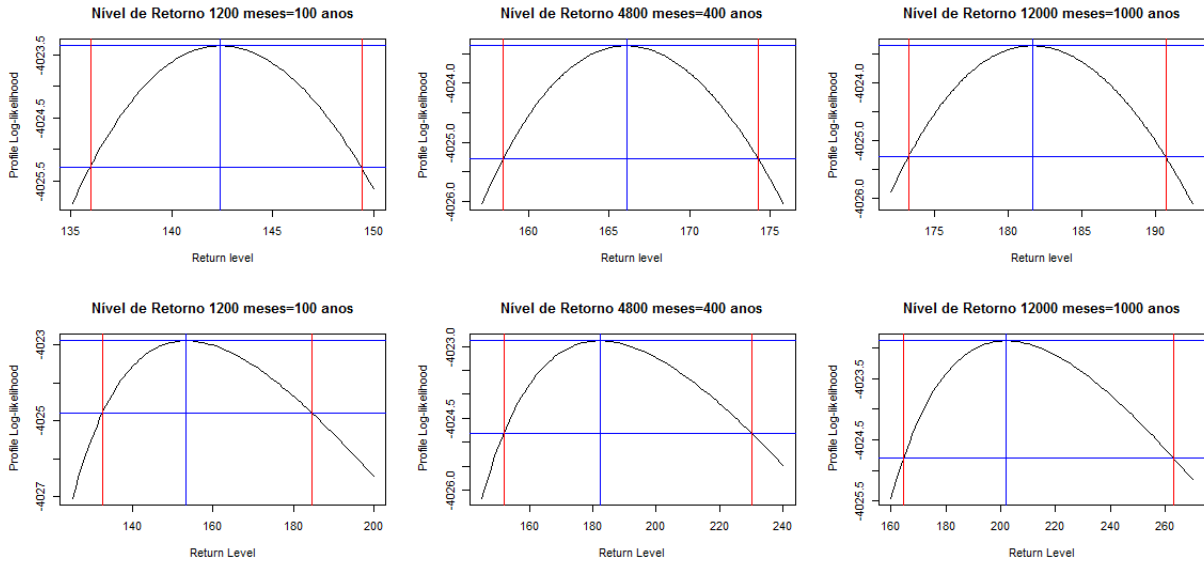 Nível de Retorno 1200 meses=100 anos
Profile Log-likelihood
-4023.5
-4024.5
-4025.5
135 140 145 150
Return level
Nível de Retorno 4800 meses=400 anos
Profile Log-likelihood
-4024.0
-4025.0
-4026.0
160 165 170 175
Return level
Nível de Retorno 12000 meses=1000 anos
Profile Log-likelihood
-4024.0
-4025.0
-4026.0
175 180 185 190
Return level
Nível de Retorno 1200 meses=100 anos
Profile Log-likelihood
-4023
-4025
-4027
140 160 180 200
Return Level
Nível de Retorno 4800 meses=400 anos
Profile Log-likelihood
-4023.0
-4024.5
-4026.0
160 180 200 220 240
Return Level
Nível de Retorno 12000 meses=1000 anos
Profile Log-likelihood
-4023.5
-4024.5
-4025.5
160 180 200 220 240 260
Return Level